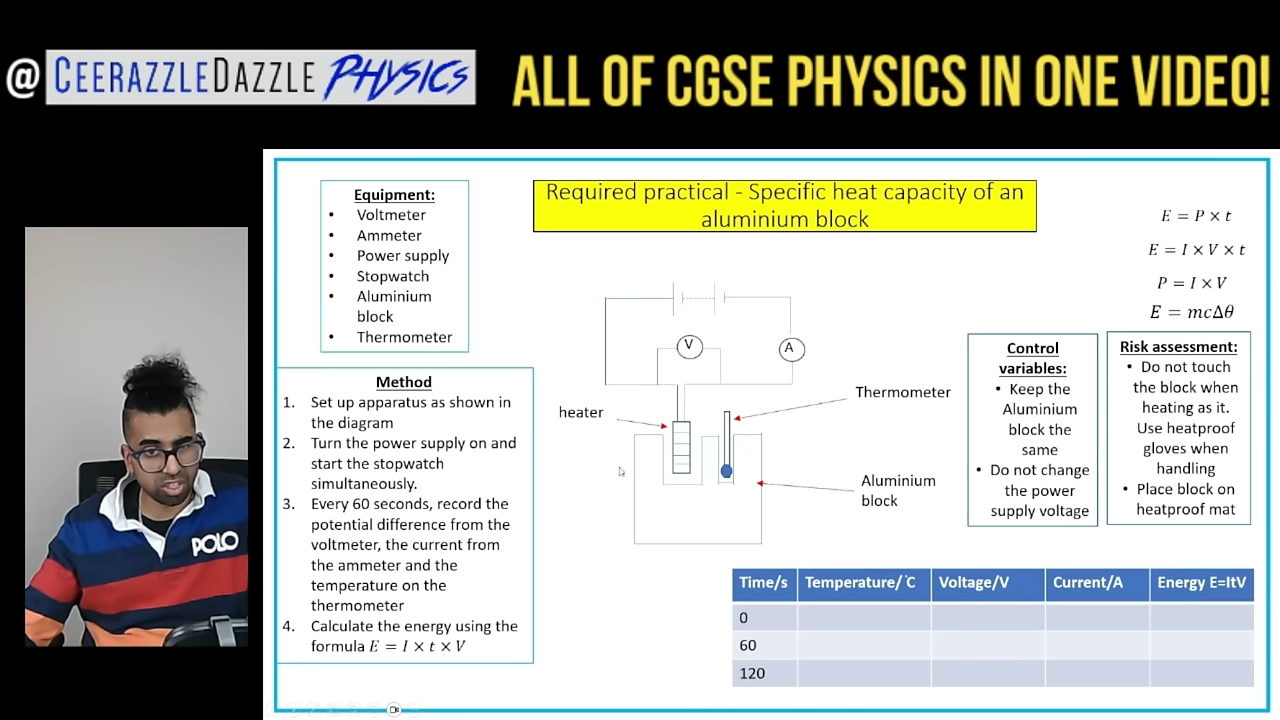 @ CEERAZZLEDAZZLE PHYSICS
ALL OF CGSE PHYSICS IN ONE VIDEO!
Equipment:
• Voltmeter
• Ammeter
• Power supply
• Stopwatch
• Aluminium
block
• Thermometer
Required practical - Specific heat capacity of an
aluminium block
E = P × t
E = I × V × t
P = I × V
E = mcΔθ
Method
1. Set up apparatus as shown in
the diagram
2. Turn the power supply on and
start the stopwatch
simultaneously.
3. Every 60 seconds, record the
potential difference from the
voltmeter, the current from
the ammeter and the
temperature on the
thermometer
4. Calculate the energy using the
formula E = I × t × V
V
A
heater
Thermometer
Aluminium
block
Control
variables:
• Keep the
Aluminium
block the
same
• Do not change
the power
supply voltage
Risk assessment:
• Do not touch
the block when
heating as it.
Use heatproof
gloves when
handling
• Place block on
heatproof mat
Time/s Temperature/°C Voltage/V Current/A Energy E=ItV
0
60
120
POLO